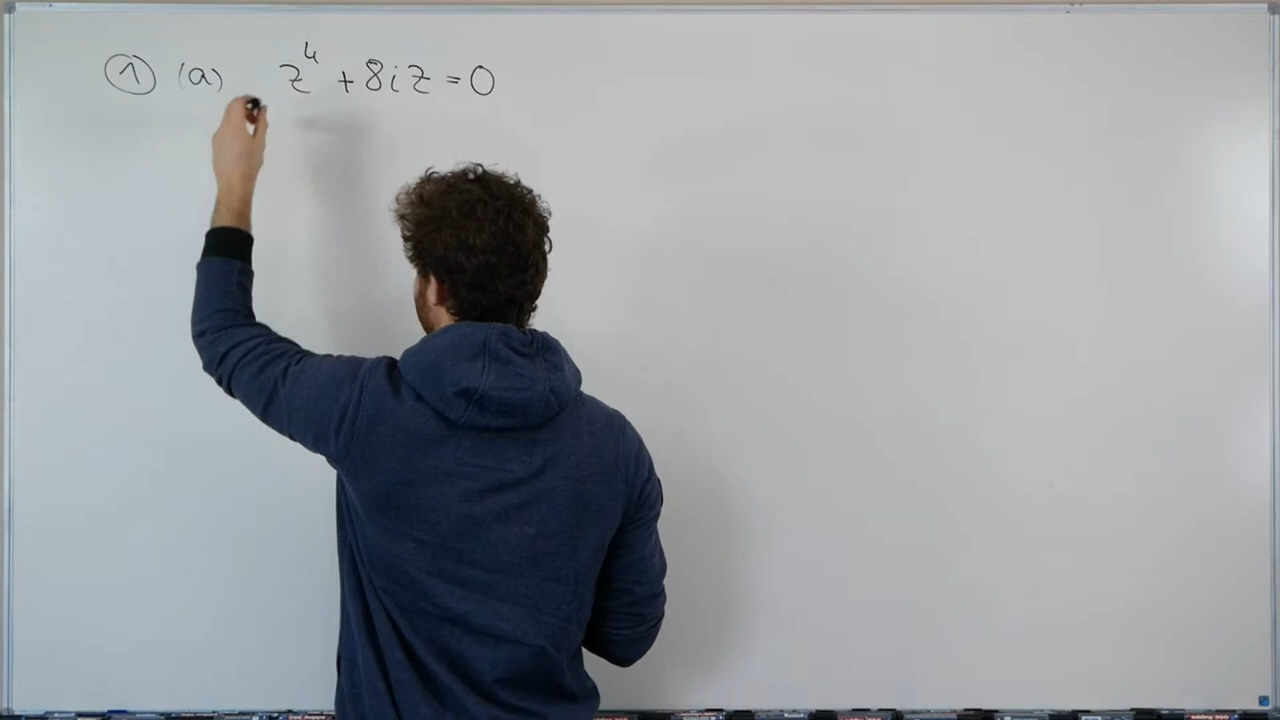 ① (a) z⁴ + 8iz = 0